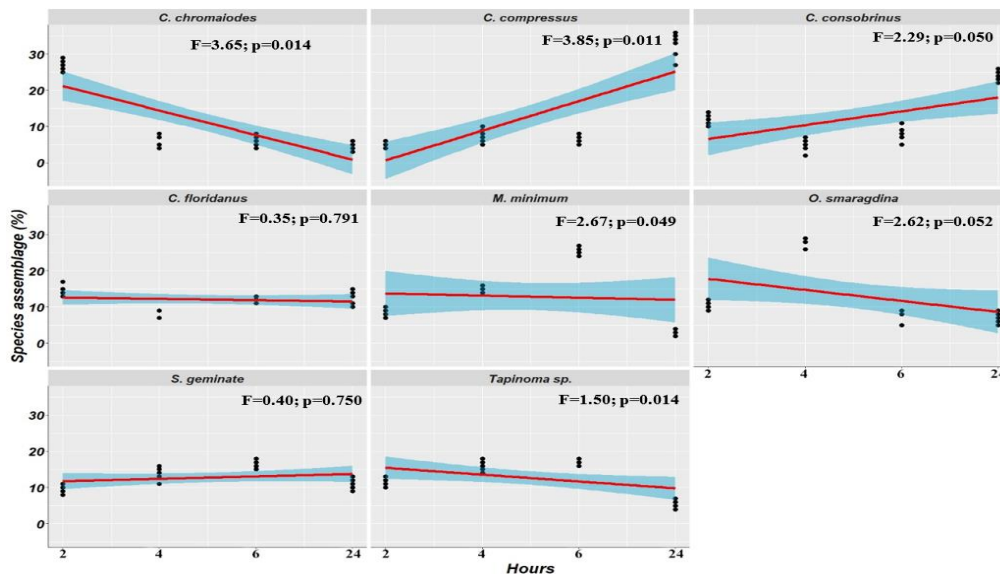 C. chromaiodes C. compressus C. consobrinus
F=3.65; p=0.014 F=3.85; p=0.011 F=2.29; p=0.050
30
20
10
0
C. floridanus M. minimum O. smaragdina
F=0.35; p=0.791 F=2.67; p=0.049 F=2.62; p=0.052
Species assemblage (%)
30
20
10
0
2 4 6 24
S. geminate Tapinoma sp.
F=0.40; p=0.750 F=1.50; p=0.014
30
20
10
0
2 4 6 24 2 4 6 24
Hours